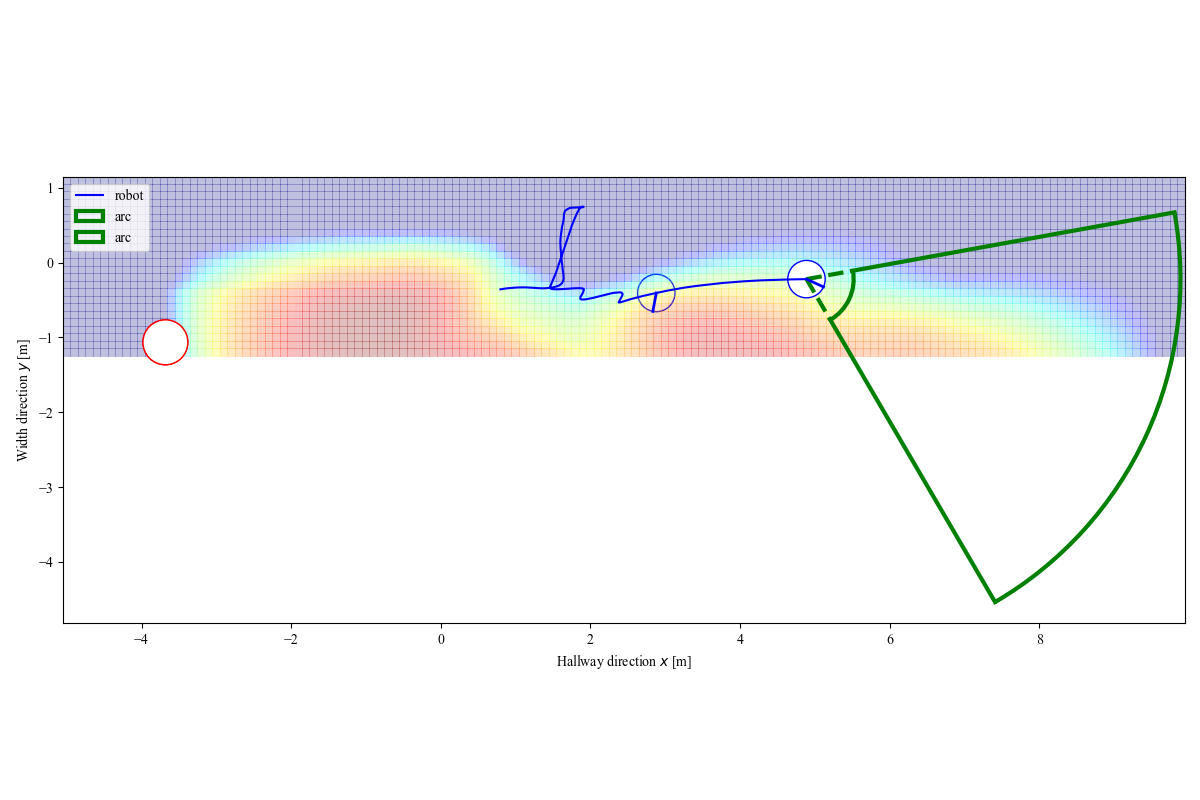 1
0
−1
−2
−3
−4
Width direction y [m]
robot
arc
arc
−4
−2
0
2
4
6
8
Hallway direction x [m]